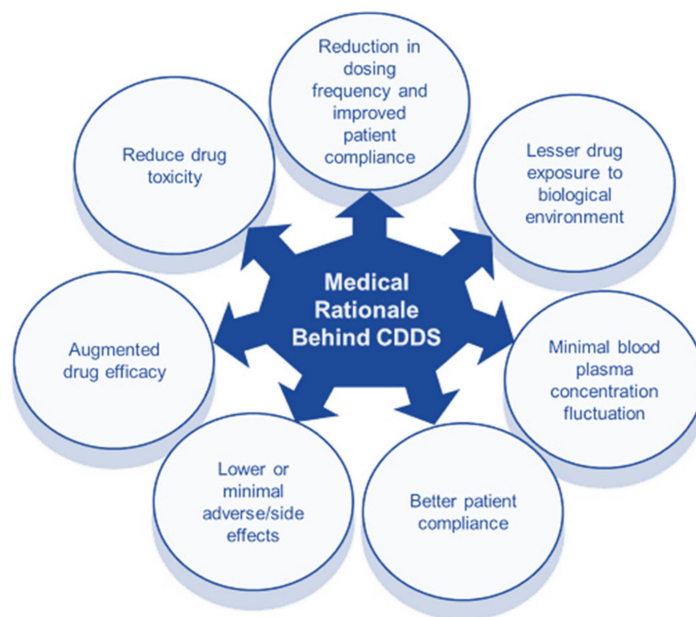 Reduction in
dosing
frequency and
improved
patient
compliance
Lesser drug
exposure to
biological
environment
Minimal blood
plasma
concentration
fluctuation
Better patient
compliance
Lower or
minimal
adverse/side
effects
Augmented
drug efficacy
Reduce drug
toxicity
Medical
Rationale
Behind CDDS